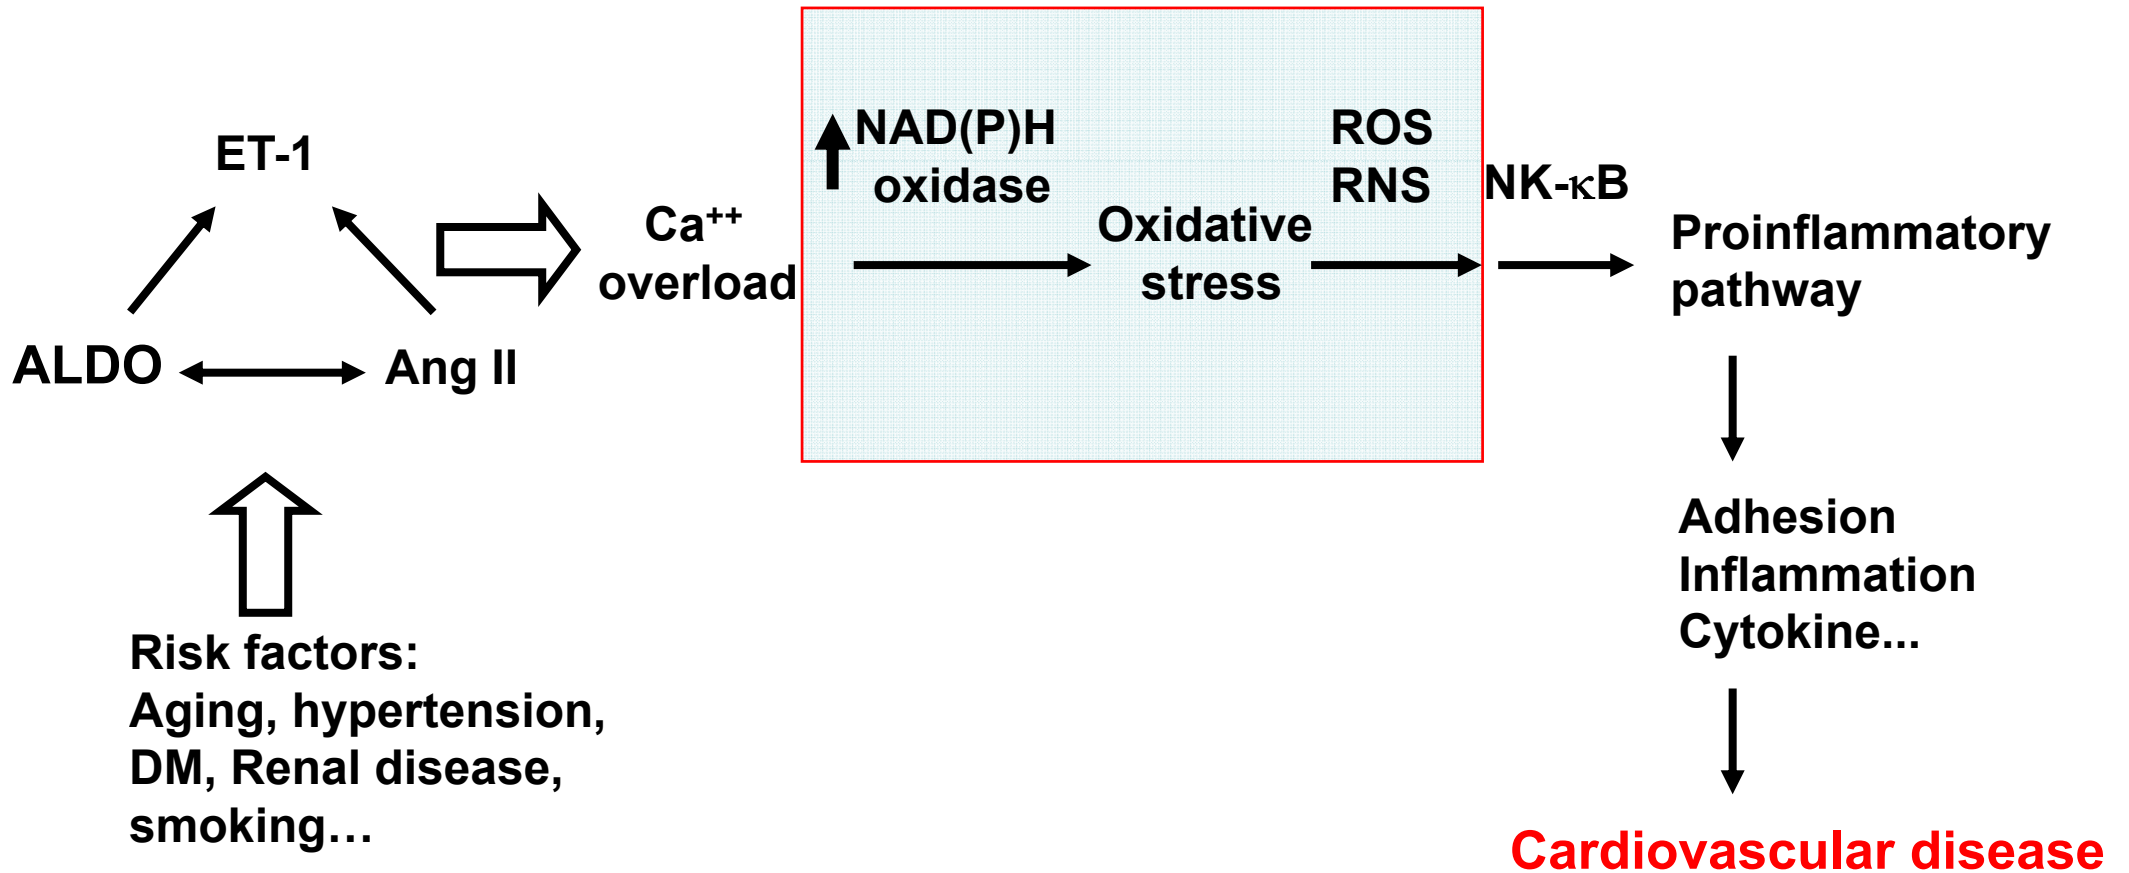 ET-1
ALDO
Ang II
Risk factors:
Aging, hypertension,
DM, Renal disease,
smoking…
Ca++
overload
NAD(P)H
oxidase
Oxidative
stress
ROS
RNS
NK-κB
Proinflammatory
pathway
Adhesion
Inflammation
Cytokine...
Cardiovascular disease